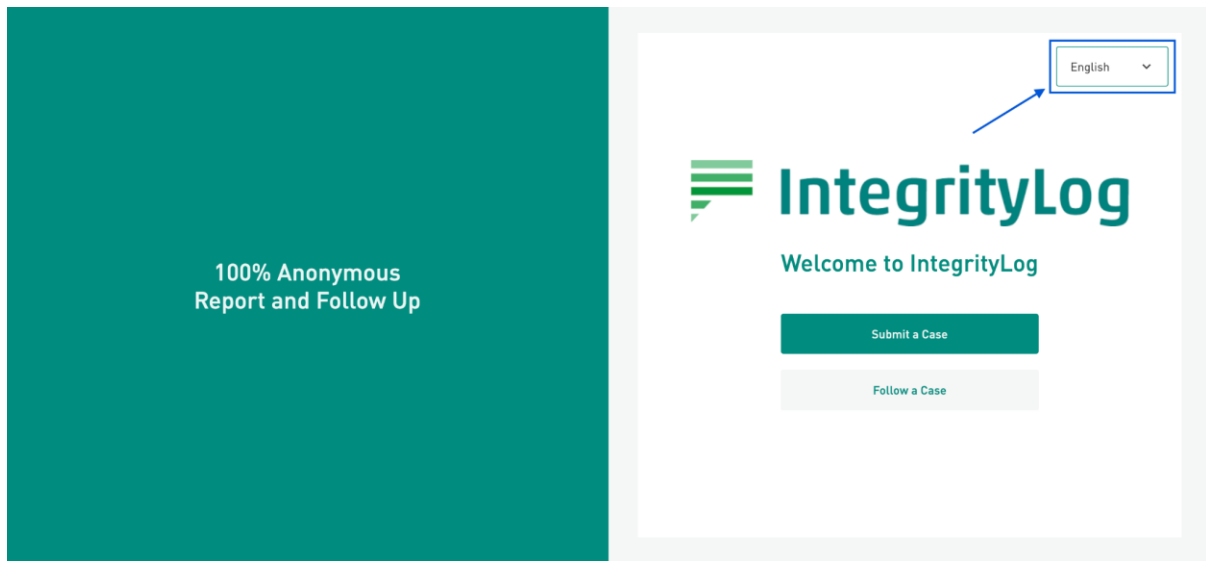 100% Anonymous
Report and Follow Up
English
IntegrityLog
Welcome to IntegrityLog
Submit a Case
Follow a Case